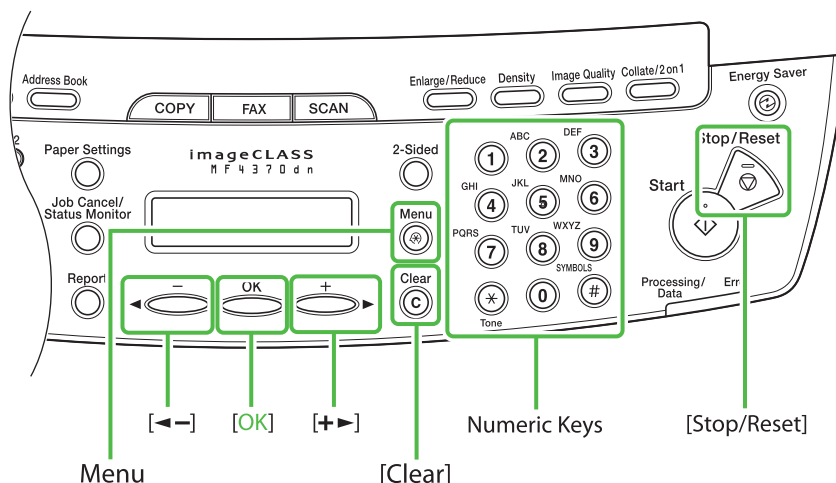 Address Book
COPY FAX SCAN
Enlarge/Reduce Density Image Quality Collate/2 on 1
Energy Saver
2
Paper Settings
imageCLASS
MF4370dn
2-Sided
ABC DEF
1 2 3
Stop/Reset
Job Cancel/
Status Monitor
Menu
GHI JKL MNO
4 5 6
Start
PQRS TUV WXYZ
7 8 9
Report
− OK +
Clear
C
SYMBOLS
0 #
Tone
Processing/
Data
Err
[◄−] [OK] [+►]
Numeric Keys
[Stop/Reset]
Menu
[Clear]